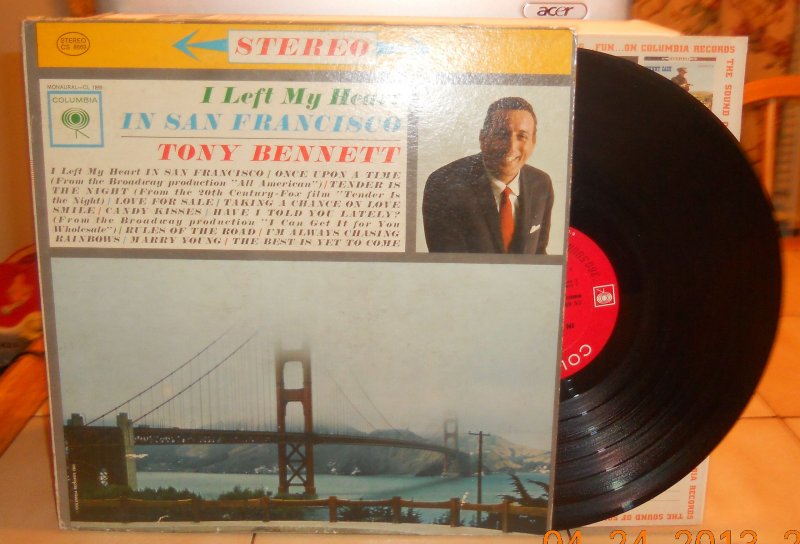 acer
STEREO
CS 8669
STEREO
FUN...ON COLUMBIA RECORDS
THE SOUND
MONAURAL—CL 1869
COLUMBIA
I Left My Heart
IN SAN FRANCISCO
TONY BENNETT
I Left My Heart IN SAN FRANCISCO | ONCE UPON A TIME
(From the Broadway production "All American") | TENDER IS
THE NIGHT (From the 20th Century-Fox film "Tender Is
the Night) | LOVE FOR SALE | TAKING A CHANCE ON LOVE
SMILE | CANDY KISSES | HAVE I TOLD YOU LATELY?
(From the Broadway production "I Can Get It for You
Wholesale") | RULES OF THE ROAD | I'M ALWAYS CHASING
RAINBOWS | MARRY YOUNG | THE BEST IS YET TO COME
COL
RECORDS
THE SOUND OF
04 24 2013